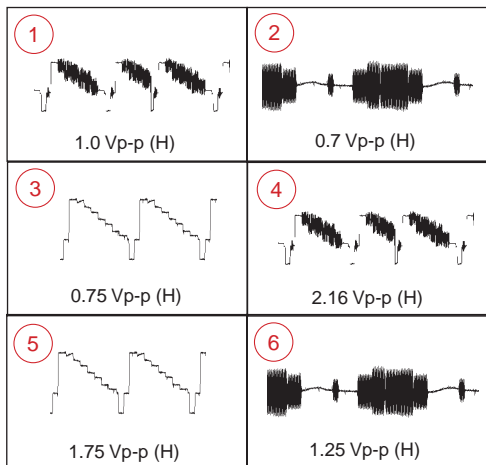 1
2
1.0 Vp-p (H)
0.7 Vp-p (H)
3
4
0.75 Vp-p (H)
2.16 Vp-p (H)
5
6
1.75 Vp-p (H)
1.25 Vp-p (H)